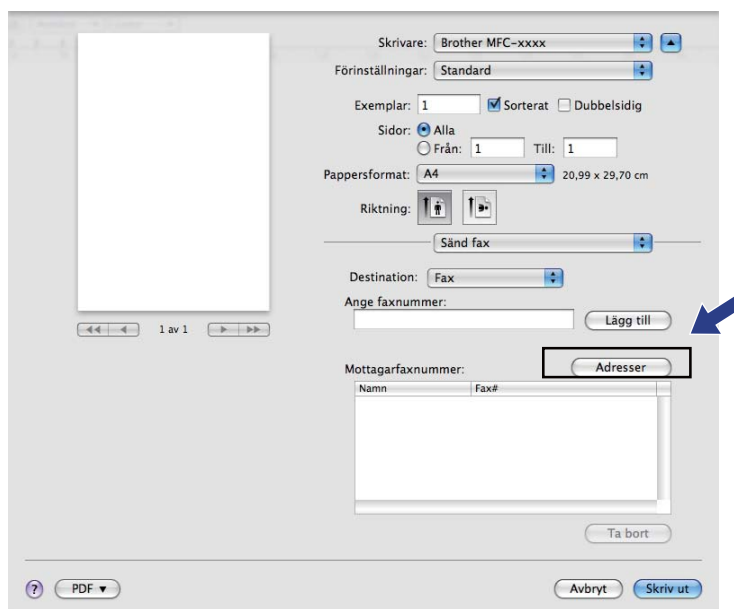 Skrivare: Brother MFC-xxxx
Förinställningar: Standard
Exemplar: 1 Sorterat Dubbelsidig
Sidor: Alla
Från: 1 Till: 1
Pappersformat: A4 20,99 x 29,70 cm
Riktning:
Sänd fax
Destination: Fax
Ange faxnummer:
Lägg till
1 av 1
Mottagarfaxnummer: Adresser
Namn Fax#
Ta bort
? PDF Avbryt Skriv ut